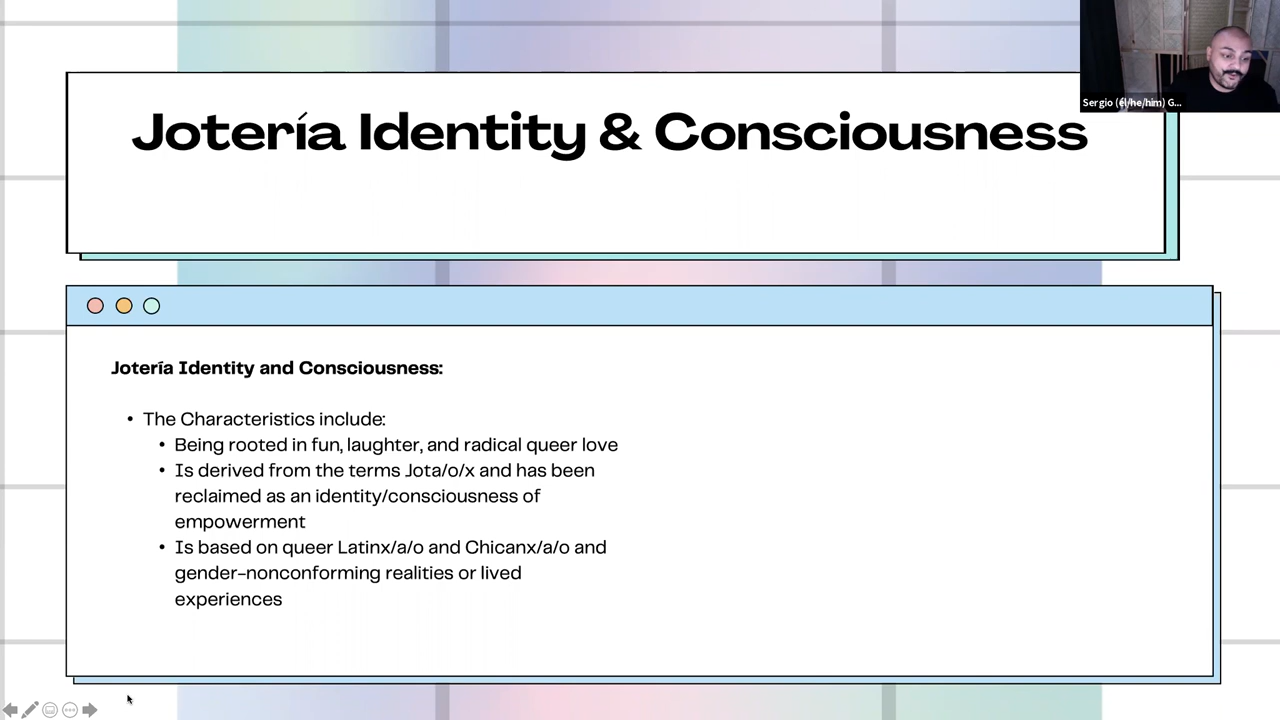 Jotería Identity & Consciousness
Sergio (él/he/him) G...
Jotería Identity and Consciousness:
• The Characteristics include:
• Being rooted in fun, laughter, and radical queer love
• Is derived from the terms Jota/o/x and has been
reclaimed as an identity/consciousness of
empowerment
• Is based on queer Latinx/a/o and Chicanx/a/o and
gender-nonconforming realities or lived
experiences